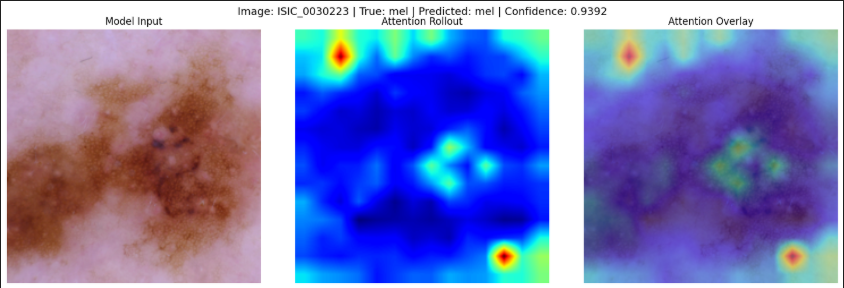 Image: ISIC_0030223 | True: mel | Predicted: mel | Confidence: 0.9392
Model Input
Attention Rollout
Attention Overlay